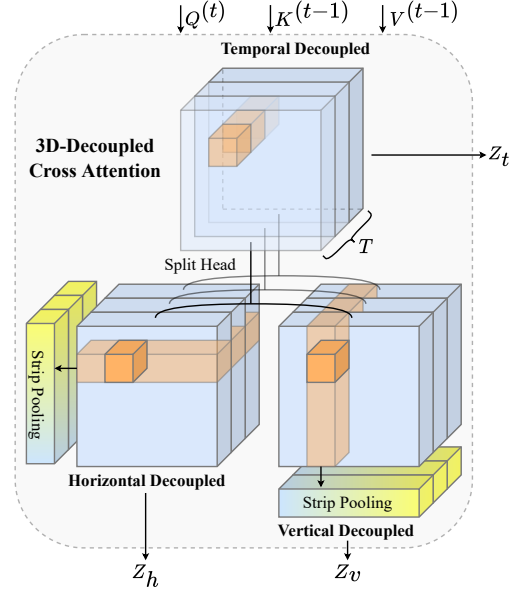 Q^(t) K^(t−1) V^(t−1)
Temporal Decoupled
3D-Decoupled
Cross Attention
Z_t
T
Split Head
Strip Pooling
Horizontal Decoupled
Strip Pooling
Vertical Decoupled
Z_h Z_v